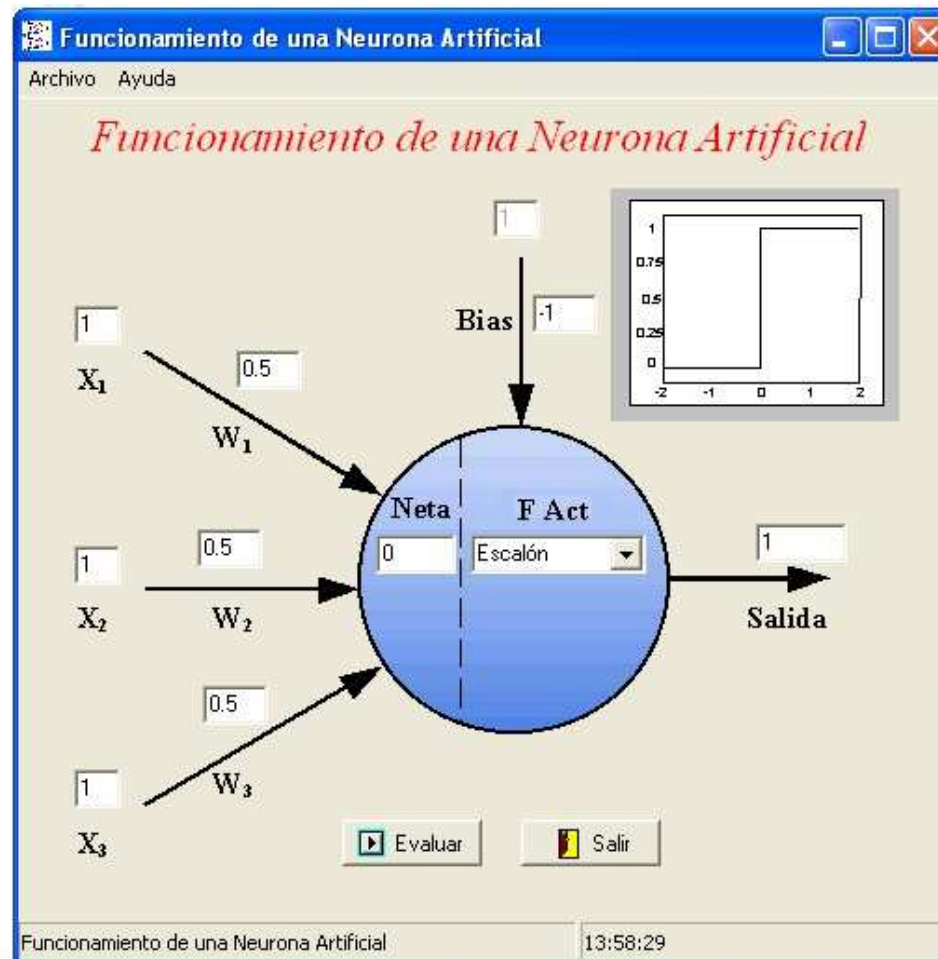 Funcionamiento de una Neurona Artificial
Archivo Ayuda
Funcionamiento de una Neurona Artificial
1
1
0.75
0.5
0.25
0
-2 -1 0 1 2
Bias -1
1
X₁
0.5
W₁
Neta F Act
0 Escalón
1
X₂
0.5
W₂
1
Salida
0.5
W₃
1
X₃
Evaluar Salir
Funcionamiento de una Neurona Artificial 13:58:29